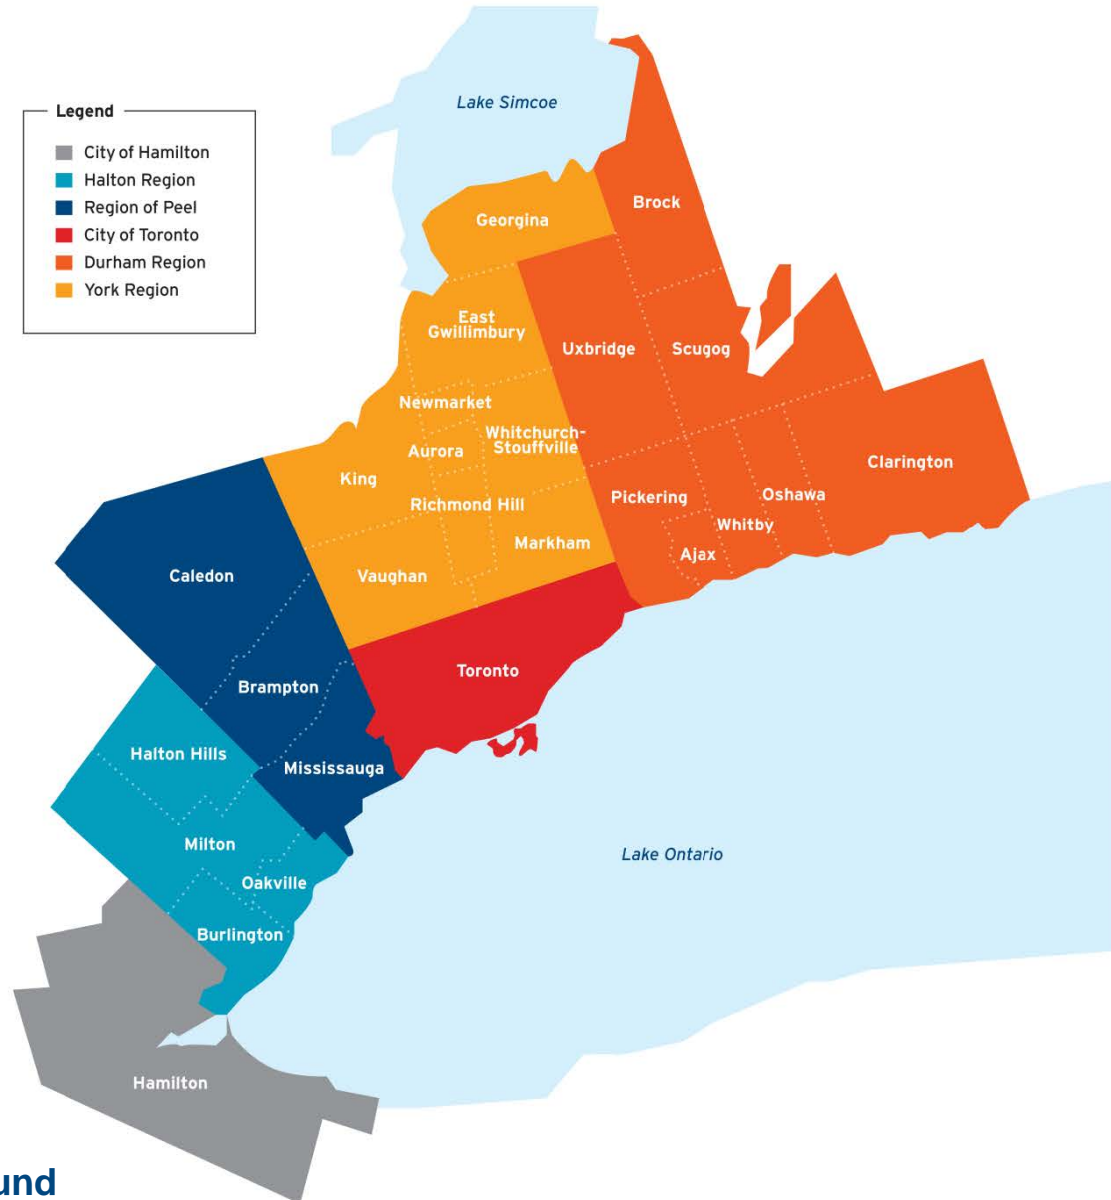 Lake Simcoe
Legend
City of Hamilton
Halton Region
Region of Peel
City of Toronto
Durham Region
York Region
Brock
Georgina
East
Gwillimbury
Uxbridge
Scugog
Newmarket
Whitchurch-
Stouffville
Aurora
King
Clarington
Pickering
Oshawa
Richmond Hill
Whitby
Markham
Ajax
Vaughan
Caledon
Toronto
Brampton
Halton Hills
Mississauga
Milton
Lake Ontario
Oakville
Burlington
Hamilton
und